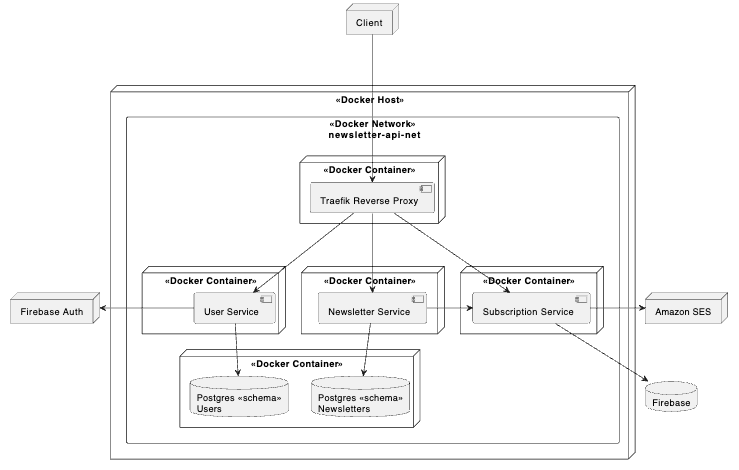 Client
«Docker Host»
«Docker Network»
newsletter-api-net
«Docker Container»
Traefik Reverse Proxy
«Docker Container»
«Docker Container»
«Docker Container»
Firebase Auth
User Service
Newsletter Service
Subscription Service
Amazon SES
«Docker Container»
Postgres «schema»
Users
Postgres «schema»
Newsletters
Firebase